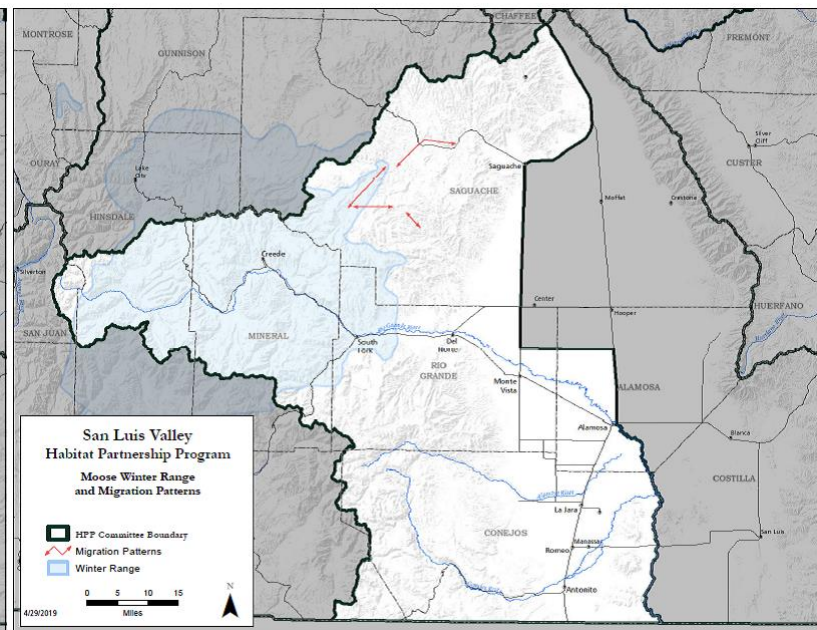 MONTROSE
GUNNISON
CHAFFEE
FREMONT
OURAY
Lake
City
HINSDALE
Saguache
SAGUACHE
Silver
Cliff
CUSTER
Moffat
Crestone
Silverton
Creede
SAN JUAN
MINERAL
Center
Hooper
HUERFANO
South
Fork
Del
Norte
RIO
GRANDE
Monte
Vista
ALAMOSA
Alamosa
Blanca
COSTILLA
La Jara
CONEJOS
Manassa
Romeo
San Luis
Antonito
San Luis Valley
Habitat Partnership Program
Moose Winter Range
and Migration Patterns
HPP Committee Boundary
Migration Patterns
Winter Range
0 5 10 15
Miles
N
4/29/2019